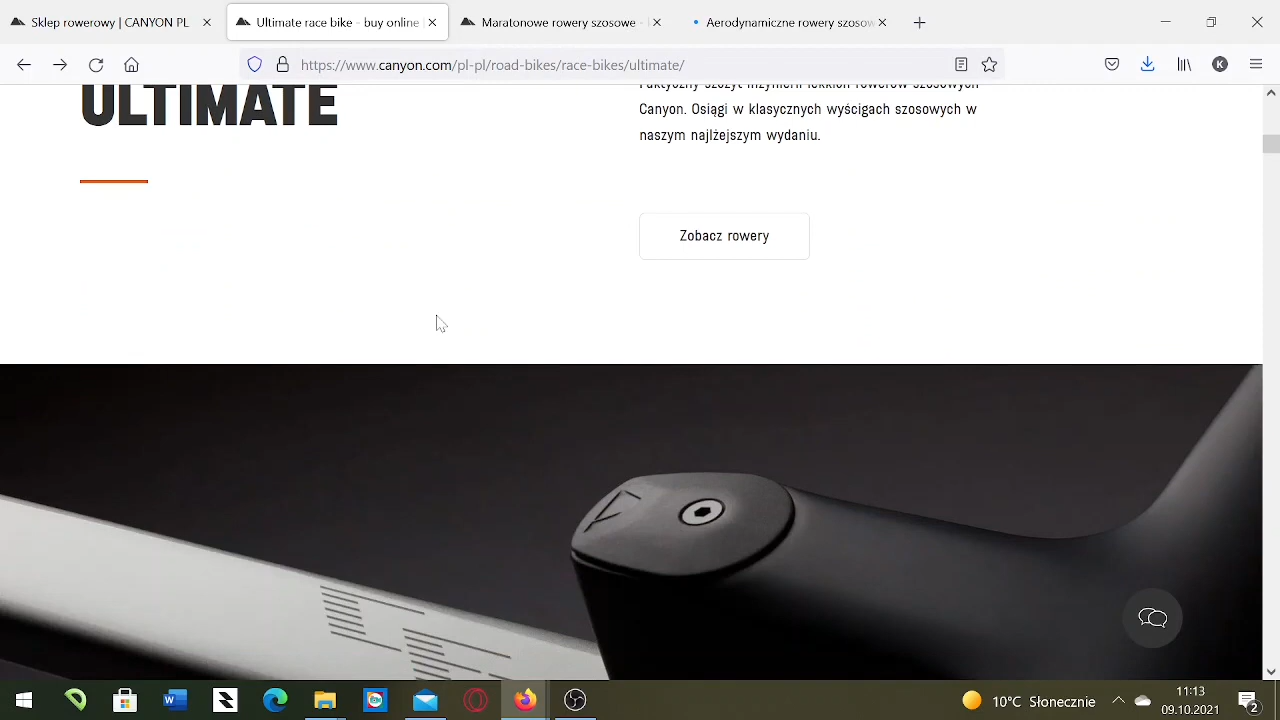 Sklep rowerowy | CANYON PL
Ultimate race bike - buy online
Maratonowe rowery szosowe -
Aerodynamiczne rowery szosow
https://www.canyon.com/pl-pl/road-bikes/race-bikes/ultimate/
K
ULTIMATE
Faktyczny szczyt inżynierii lekkich rowerów szosowych
Canyon. Osiągi w klasycznych wyścigach szosowych w
naszym najlżejszym wydaniu.
Zobacz rowery
10°C Słonecznie
11:13
09.10.2021
2